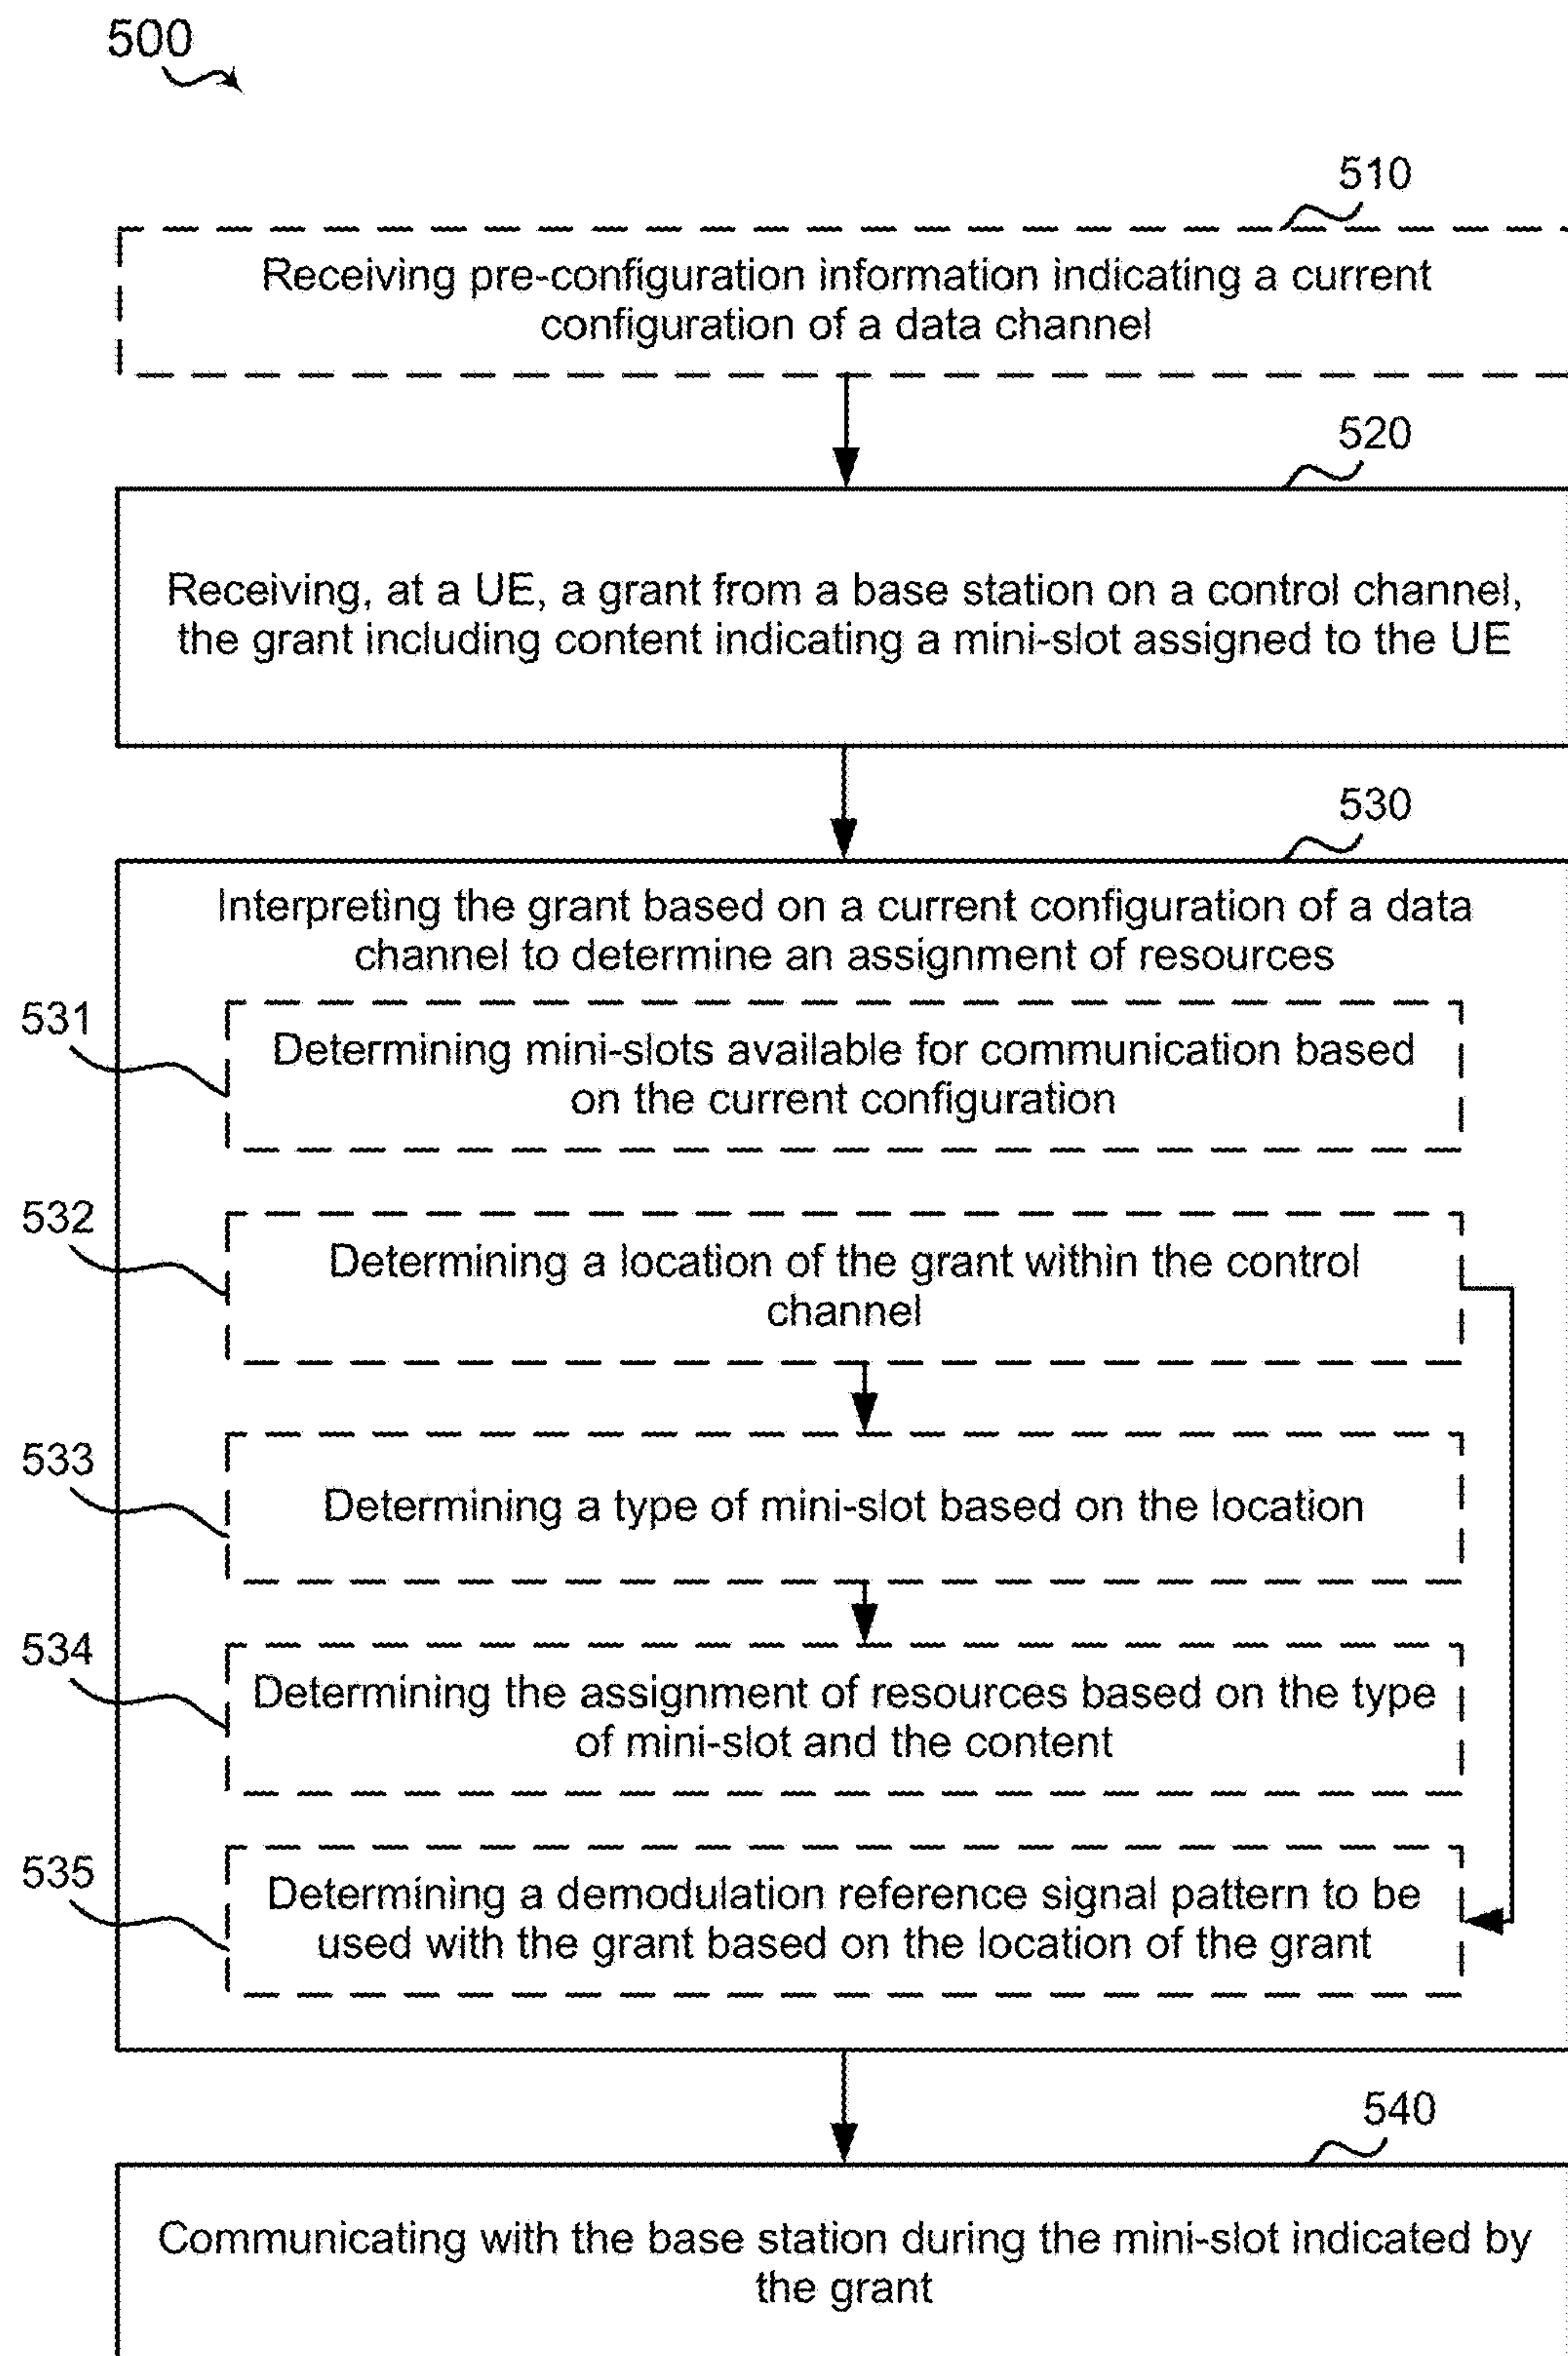 500
510
Receiving pre-configuration information indicating a current
configuration of a data channel
520
Receiving, at a UE, a grant from a base station on a control channel,
the grant including content indicating a mini-slot assigned to the UE
530
Interpreting the grant based on a current configuration of a data
channel to determine an assignment of resources
531
Determining mini-slots available for communication based
on the current configuration
532
Determining a location of the grant within the control
channel
533
Determining a type of mini-slot based on the location
534
Determining the assignment of resources based on the type
of mini-slot and the content
535
Determining a demodulation reference signal pattern to be
used with the grant based on the location of the grant
540
Communicating with the base station during the mini-slot indicated by
the grant